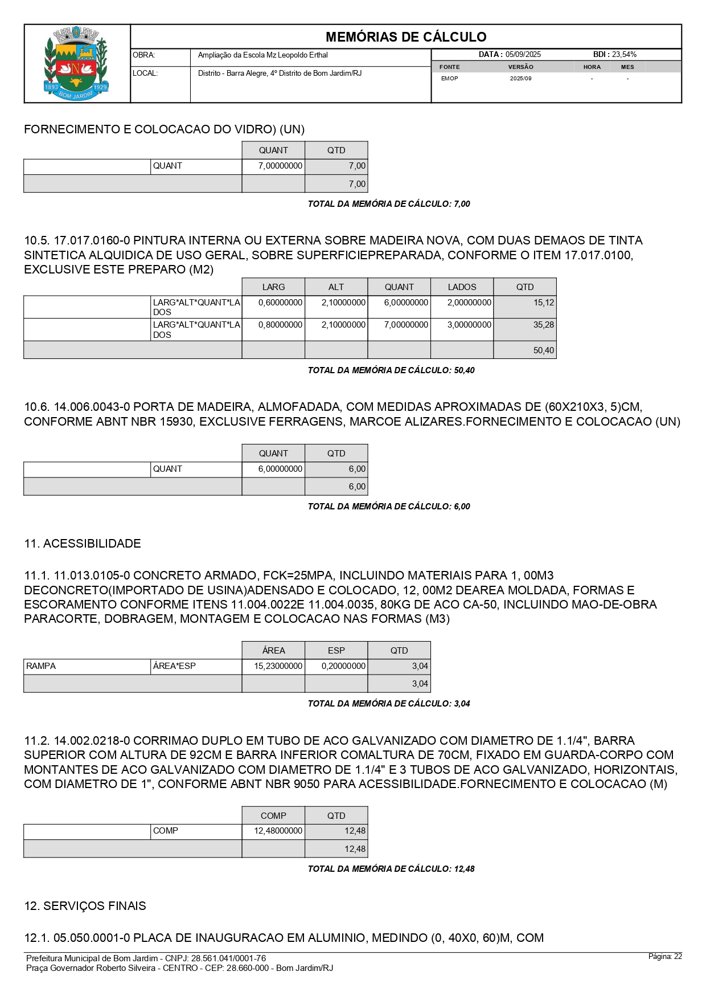 MEMÓRIAS DE CÁLCULO
OBRA: Ampliação da Escola Mz Leopoldo Erthal
DATA : 05/09/2025 BDI : 23,54%
FONTE VERSÃO HORA MES
LOCAL: Distrito - Barra Alegre, 4º Distrito de Bom Jardim/RJ
EMOP 2025/09 - -
N
1893 1929
BOM JARDIM
FORNECIMENTO E COLOCACAO DO VIDRO) (UN)
QUANT QTD
QUANT 7,00000000 7,00
7,00
TOTAL DA MEMÓRIA DE CÁLCULO: 7,00
10.5. 17.017.0160-0 PINTURA INTERNA OU EXTERNA SOBRE MADEIRA NOVA, COM DUAS DEMAOS DE TINTA
SINTETICA ALQUIDICA DE USO GERAL, SOBRE SUPERFICIEPREPARADA, CONFORME O ITEM 17.017.0100,
EXCLUSIVE ESTE PREPARO (M2)
LARG ALT QUANT LADOS QTD
LARG*ALT*QUANT*LA 0,60000000 2,10000000 6,00000000 2,00000000 15,12
DOS
LARG*ALT*QUANT*LA 0,80000000 2,10000000 7,00000000 3,00000000 35,28
DOS
50,40
TOTAL DA MEMÓRIA DE CÁLCULO: 50,40
10.6. 14.006.0043-0 PORTA DE MADEIRA, ALMOFADADA, COM MEDIDAS APROXIMADAS DE (60X210X3, 5)CM,
CONFORME ABNT NBR 15930, EXCLUSIVE FERRAGENS, MARCOE ALIZARES.FORNECIMENTO E COLOCACAO (UN)
QUANT QTD
QUANT 6,00000000 6,00
6,00
TOTAL DA MEMÓRIA DE CÁLCULO: 6,00
11. ACESSIBILIDADE
11.1. 11.013.0105-0 CONCRETO ARMADO, FCK=25MPA, INCLUINDO MATERIAIS PARA 1, 00M3
DECONCRETO(IMPORTADO DE USINA)ADENSADO E COLOCADO, 12, 00M2 DEAREA MOLDADA, FORMAS E
ESCORAMENTO CONFORME ITENS 11.004.0022E 11.004.0035, 80KG DE ACO CA-50, INCLUINDO MAO-DE-OBRA
PARACORTE, DOBRAGEM, MONTAGEM E COLOCACAO NAS FORMAS (M3)
ÁREA ESP QTD
RAMPA ÁREA*ESP 15,23000000 0,20000000 3,04
3,04
TOTAL DA MEMÓRIA DE CÁLCULO: 3,04
11.2. 14.002.0218-0 CORRIMAO DUPLO EM TUBO DE ACO GALVANIZADO COM DIAMETRO DE 1.1/4", BARRA
SUPERIOR COM ALTURA DE 92CM E BARRA INFERIOR COMALTURA DE 70CM, FIXADO EM GUARDA-CORPO COM
MONTANTES DE ACO GALVANIZADO COM DIAMETRO DE 1.1/4" E 3 TUBOS DE ACO GALVANIZADO, HORIZONTAIS,
COM DIAMETRO DE 1", CONFORME ABNT NBR 9050 PARA ACESSIBILIDADE.FORNECIMENTO E COLOCACAO (M)
COMP QTD
COMP 12,48000000 12,48
12,48
TOTAL DA MEMÓRIA DE CÁLCULO: 12,48
12. SERVIÇOS FINAIS
12.1. 05.050.0001-0 PLACA DE INAUGURACAO EM ALUMINIO, MEDINDO (0, 40X0, 60)M, COM
Prefeitura Municipal de Bom Jardim - CNPJ: 28.561.041/0001-76 Página: 22
Praça Governador Roberto Silveira - CENTRO - CEP: 28.660-000 - Bom Jardim/RJ